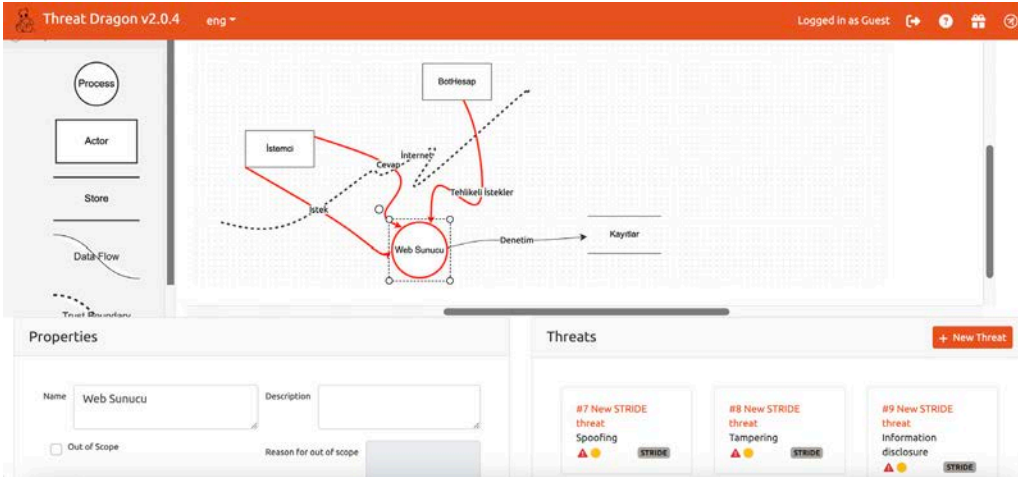 Threat Dragon v2.0.4
eng
Logged in as Guest
Process
Actor
Store
Data Flow
Trust Boundary
BotHesap
İstemci
İnternet
Cevap
Tehlikeli İstekler
İstek
Web Sunucu
Denetim
Kayıtlar
Properties
Name
Web Sunucu
Description
Out of Scope
Reason for out of scope
Threats
+ New Threat
#7 New STRIDE
threat
Spoofing
STRIDE
#8 New STRIDE
threat
Tampering
STRIDE
#9 New STRIDE
threat
Information
disclosure
STRIDE